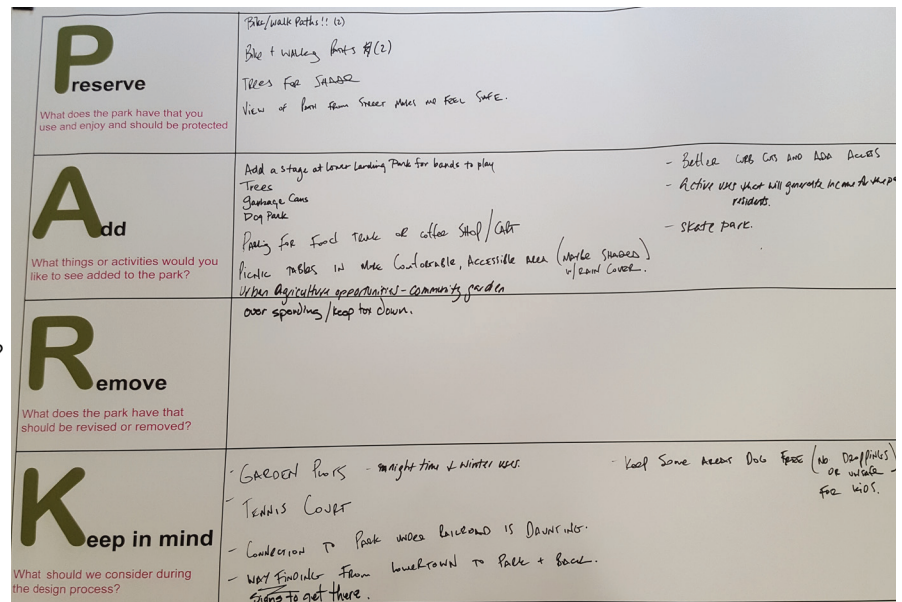 Preserve
What does the park have that you
use and enjoy and should be protected
Bike/walk Paths!! (2)
Bike + walking Paths (2)
TREES FOR SHADE
VIEW OF PARK FROM STREET MAKES ME FEEL SAFE.
Add
What things or activities would you
like to see added to the park?
Add a stage at Lower Landing Park for bands to play
Trees
Garbage Cans
Dog Park
Parking for Food Truck or coffee Shop/Cart
Picnic TABLES IN More Comfortable, Accessible Area (Maybe SHADED)
w/ RAIN COVER.
Urban Agriculture opportunities - community garden
- Better CURB CUTS AND ADA Access
- Active uses that will generate income for the
residents.
- Skate park.
Remove
What does the park have that
should be revised or removed?
over spending/keep tax down.
Keep in mind
What should we consider during
the design process?
- GARDEN PLOTS - night time & winter uses.
- TENNIS COURT
- CONNECTION TO PARK UNDER RAILROAD IS DAUNTING.
- WAY FINDING FROM LOWERTOWN TO PARK + BACK.
Signs to get there.
- Keep Some AREAS DOG FREE (No DROPPINGS)
OR unsafe -
FOR KIDS.